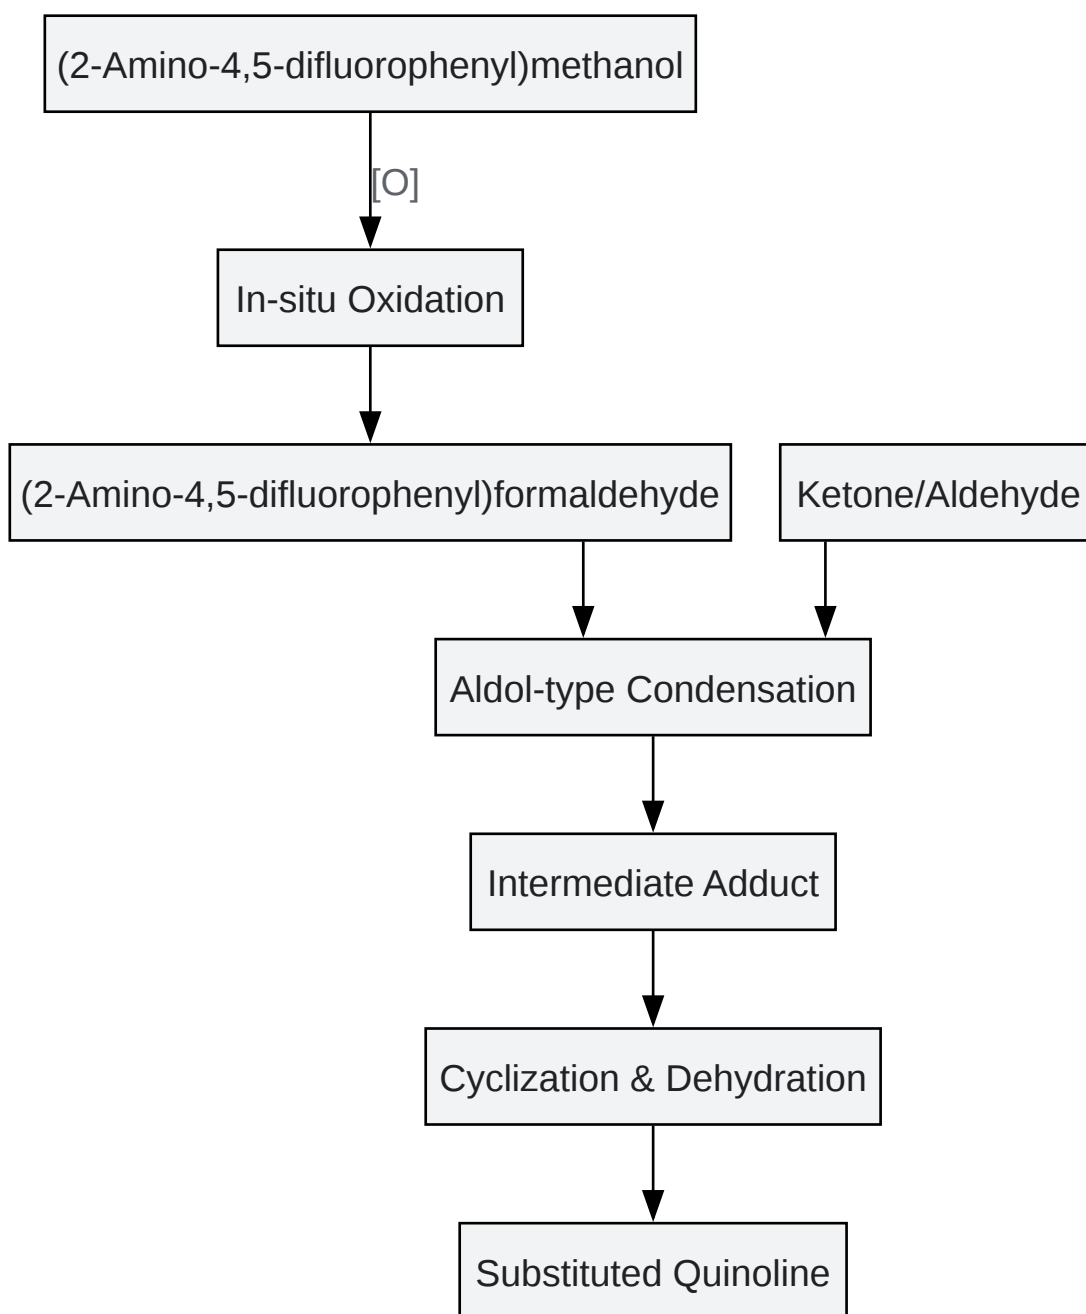 (2-Amino-4,5-difluorophenyl)methanol
[O]
In-situ Oxidation
(2-Amino-4,5-difluorophenyl)formaldehyde
Ketone/Aldehyde
Aldol-type Condensation
Intermediate Adduct
Cyclization & Dehydration
Substituted Quinoline